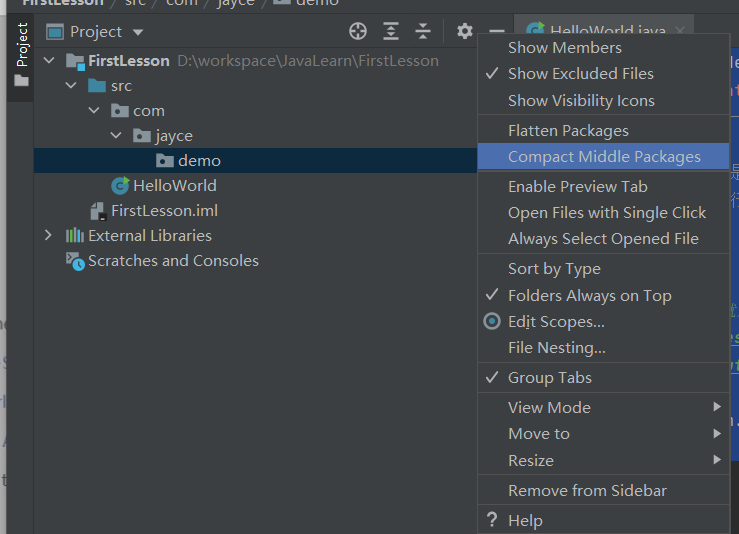 FirstLesson / src / com / jayce / demo
Project
Project
HelloWorld.java
FirstLesson D:\workspace\JavaLearn\FirstLesson
src
com
jayce
demo
HelloWorld
FirstLesson.iml
External Libraries
Scratches and Consoles
Show Members
Show Excluded Files
Show Visibility Icons
Flatten Packages
Compact Middle Packages
Enable Preview Tab
Open Files with Single Click
Always Select Opened File
Sort by Type
Folders Always on Top
Edit Scopes...
File Nesting...
Group Tabs
View Mode
Move to
Resize
Remove from Sidebar
? Help